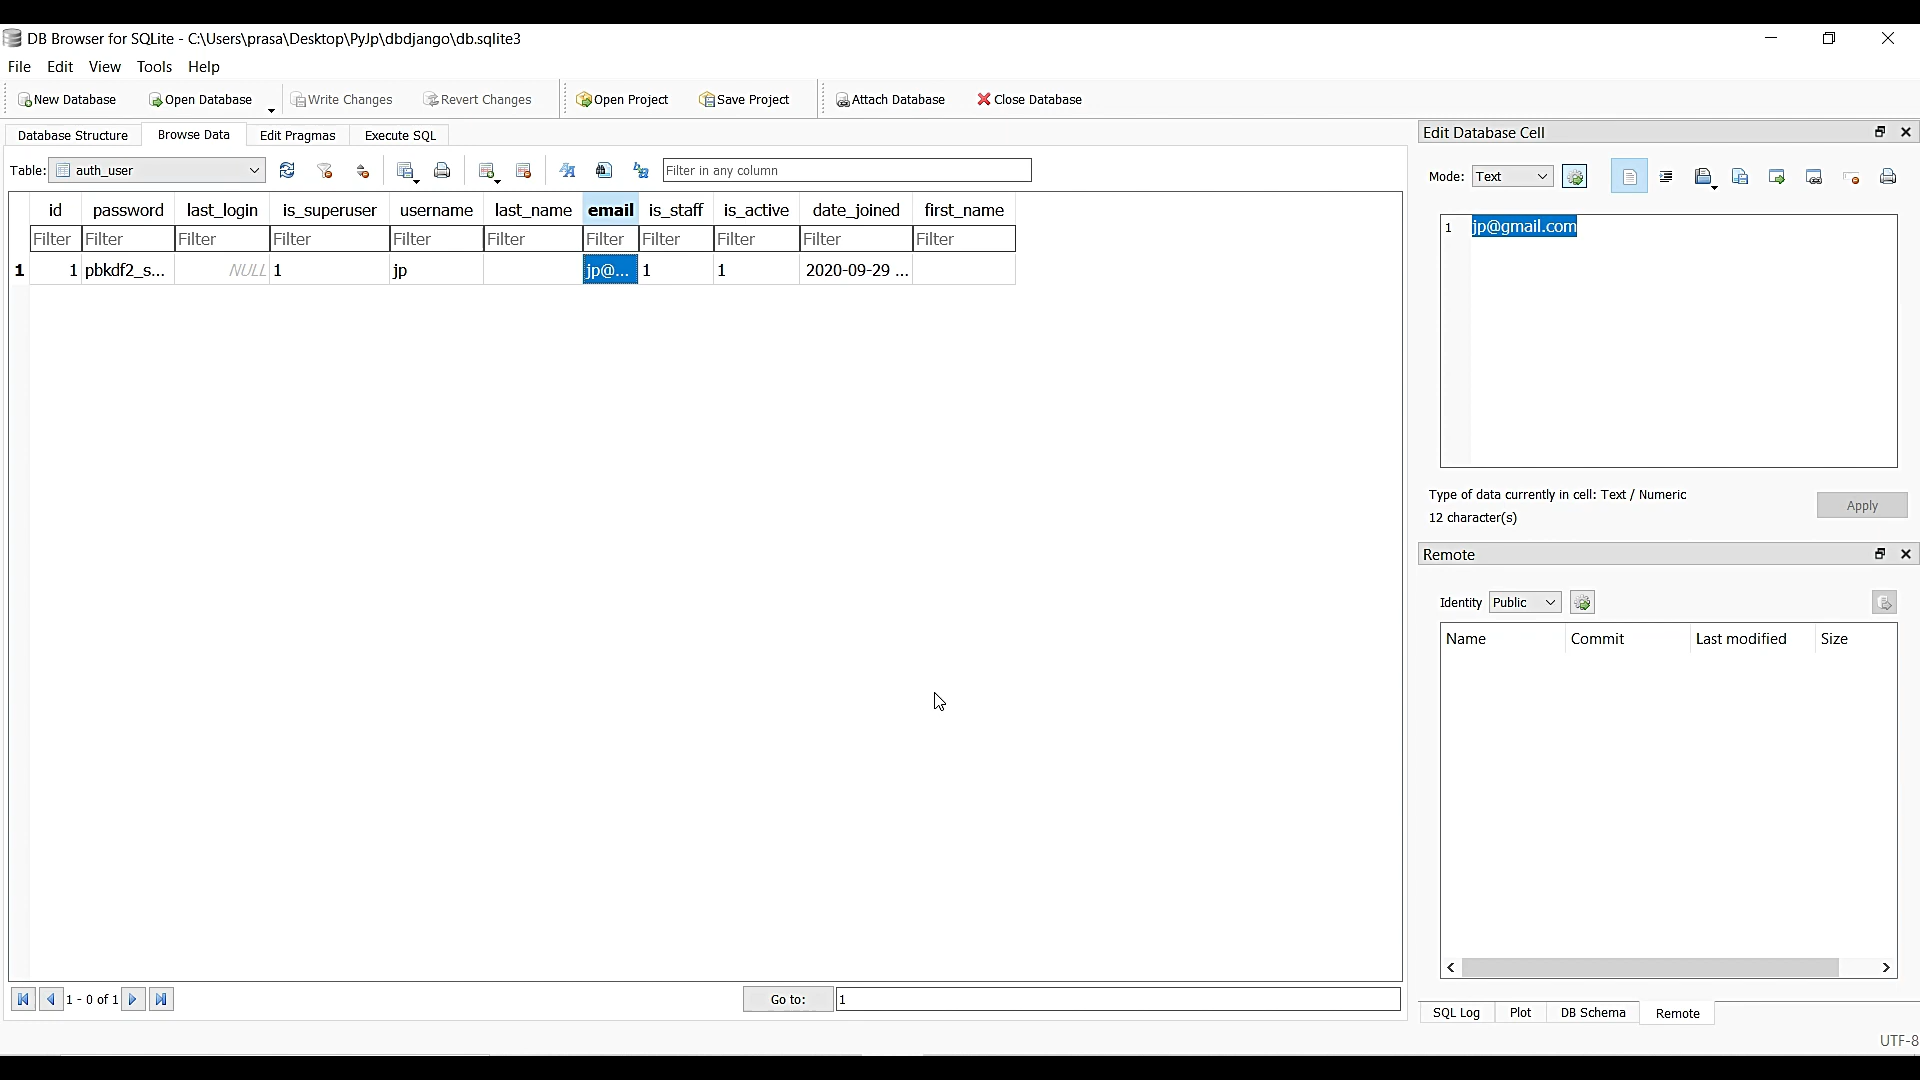 DB Browser for SQLite - C:\Users\prasa\Desktop\PyJp\dbdjango\db.sqlite3
File Edit View Tools Help
New Database Open Database Write Changes Revert Changes Open Project Save Project Attach Database Close Database
Database Structure Browse Data Edit Pragmas Execute SQL
Table: auth_user Filter in any column
id password last_login is_superuser username last_name email is_staff is_active date_joined first_name
Filter Filter Filter Filter Filter Filter Filter Filter Filter Filter Filter
1 1 pbkdf2_s... NULL 1 jp jp@... 1 1 2020-09-29 ...
1 - 0 of 1 Go to: 1
Edit Database Cell
Mode: Text
1 jp@gmail.com
Type of data currently in cell: Text / Numeric
12 character(s)
Apply
Remote
Identity Public
Name Commit Last modified Size
SQL Log Plot DB Schema Remote
UTF-8